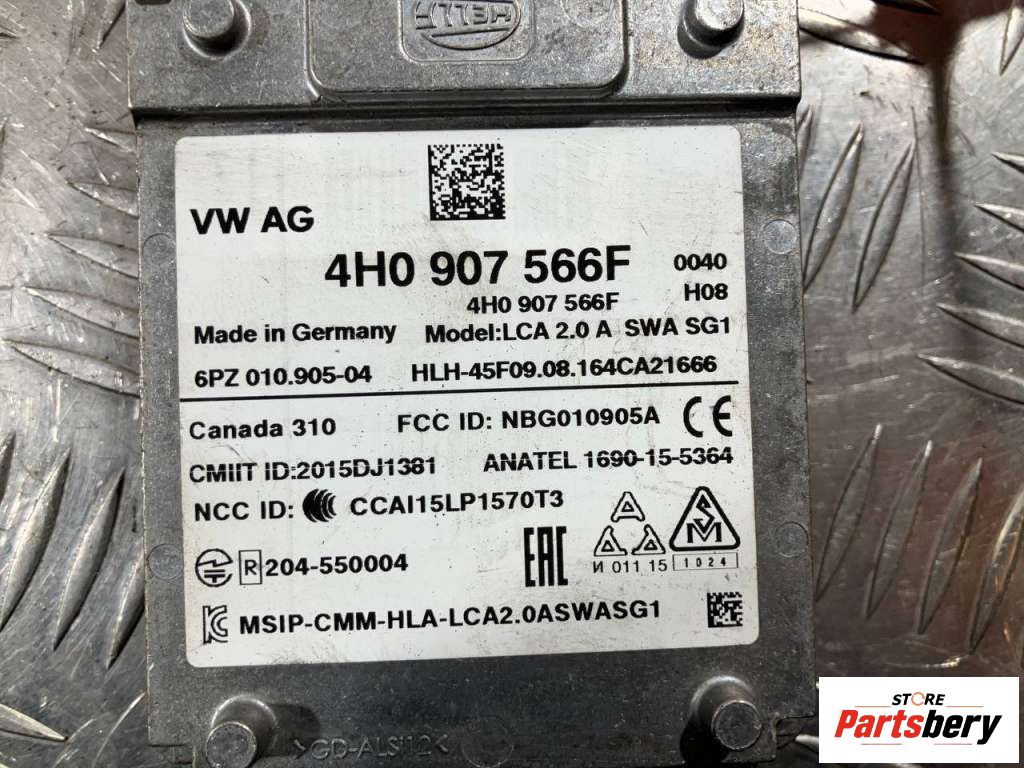 HELLA
VW AG
4H0 907 566F 0040
4H0 907 566F H08
Made in Germany Model:LCA 2.0 A SWA SG1
6PZ 010.905-04 HLH-45F09.08.164CA21666
Canada 310 FCC ID: NBG010905A CE
CMIIT ID:2015DJ1381 ANATEL 1690-15-5364
NCC ID: CCAI15LP1570T3
R 204-550004 EAC И 011 15 1024
MSIP-CMM-HLA-LCA2.0ASWASG1
>GD-ALSI12<
STORE
Partsbery